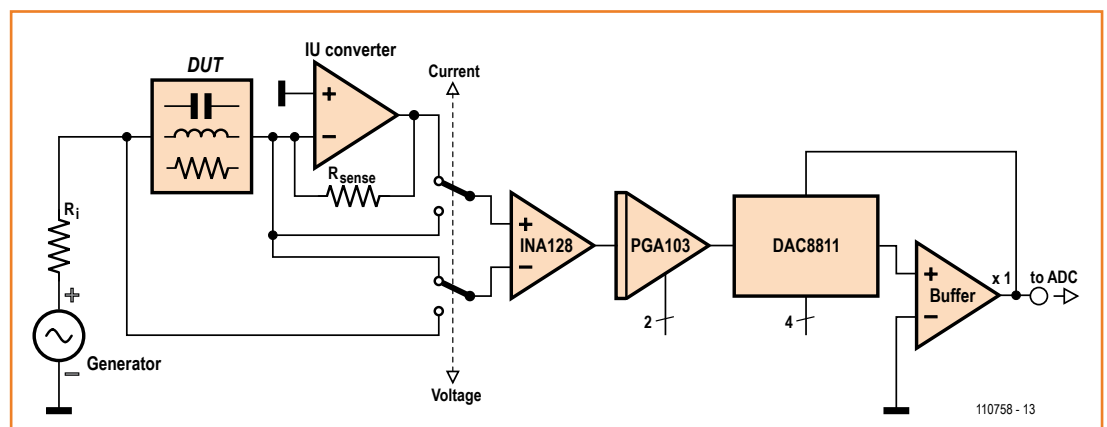 IU converter
DUT
Current
+
−
Rsense
Ri
+
Generator
−
+
INA128
−
PGA103
2
DAC8811
4
+
Buffer
−
x 1
to ADC
Voltage
110758 - 13